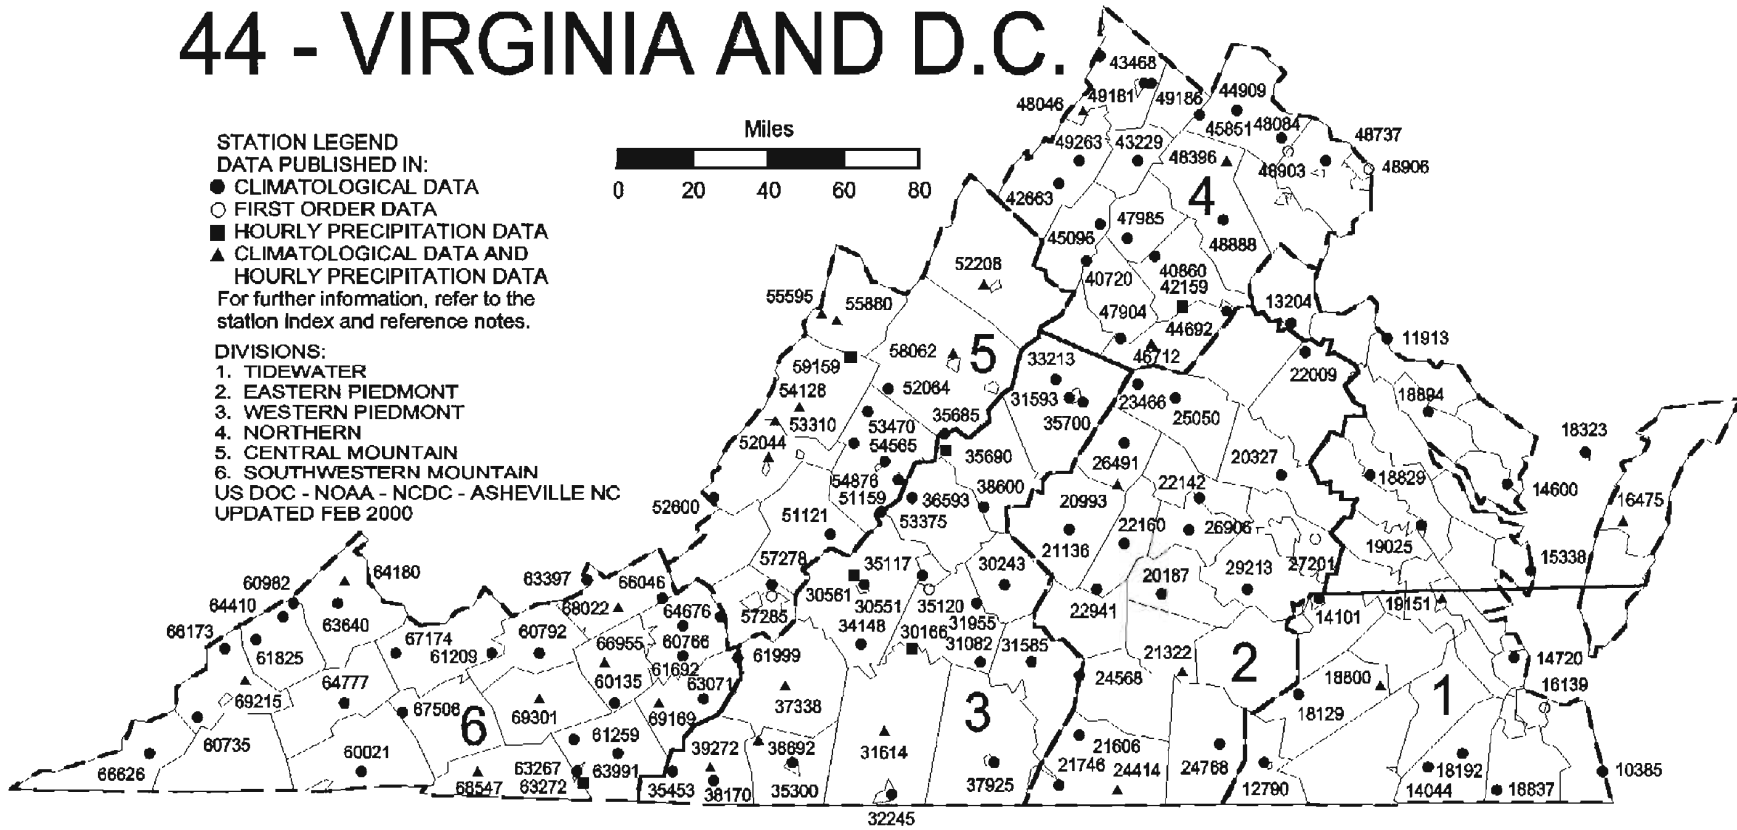 44 - VIRGINIA AND D.C.
STATION LEGEND
DATA PUBLISHED IN:
CLIMATOLOGICAL DATA
FIRST ORDER DATA
HOURLY PRECIPITATION DATA
CLIMATOLOGICAL DATA AND
HOURLY PRECIPITATION DATA
For further information, refer to the
station index and reference notes.
DIVISIONS:
1. TIDEWATER
2. EASTERN PIEDMONT
3. WESTERN PIEDMONT
4. NORTHERN
5. CENTRAL MOUNTAIN
6. SOUTHWESTERN MOUNTAIN
US DOC - NOAA - NCDC - ASHEVILLE NC
UPDATED FEB 2000
Miles
0 20 40 60 80
43468
48046 49181 49186 44909
45851 48084 48737
49263 43229 48396 48903 48906
42663 4
45096 47985 48888
40720 40860
42159
52208
55595 55880
47904 44692 13204
46712 11913
59159 58062 5 33213 22009
54128 52064 31593 23466 25050 18894
53310 53470 35685 35700
52044 54565 35690 26491 20327 18323
54876 36593 38600 20993 22142 18829 14600
52600 51159 16475
51121 53375 22160 26906 19025
57278 35117 30243 21136 27201 15338
60982 64180 63397 66046 30561 20187 29213
64410 68022 64676 57285 30551 35120 22941 14101 19151
66173 63640 60792 34148 31955
67174 66955 60766 30166
61825 61209 61692 61999 31082 31585 21322 2 14720
64777 60135 63071 24568 18800 16139
69215 67508 69301 69169 37338 3 18129 1
60735 6 61259 31614 21606
66626 60021 63267 63991 39272 38692 21746 24768 18192 10385
68547 63272 35453 38170 35300 37925 24414 12790 14044 18837
32245